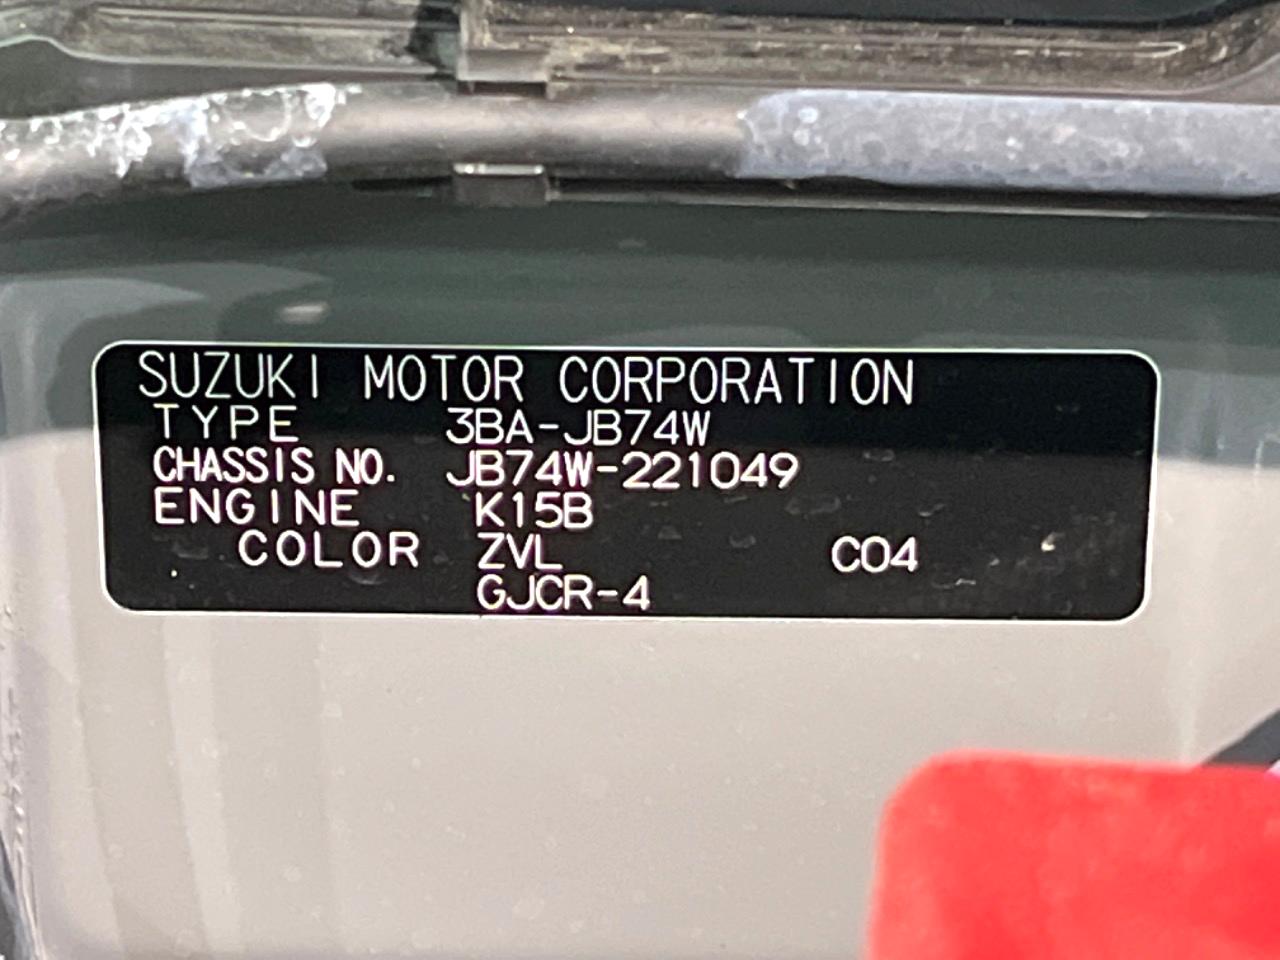 SUZUKI MOTOR CORPORATION
TYPE 3BA-JB74W
CHASSIS NO. JB74W-221049
ENGINE K15B
COLOR ZVL C04
GJCR-4